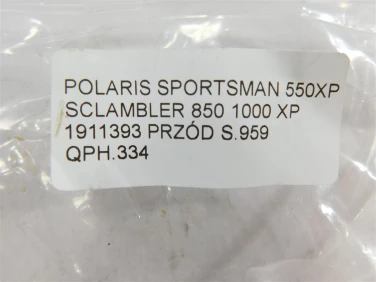 POLARIS SPORTSMAN 550XP
SCLAMBLER 850 1000 XP
1911393 PRZÓD S.959
QPH.334